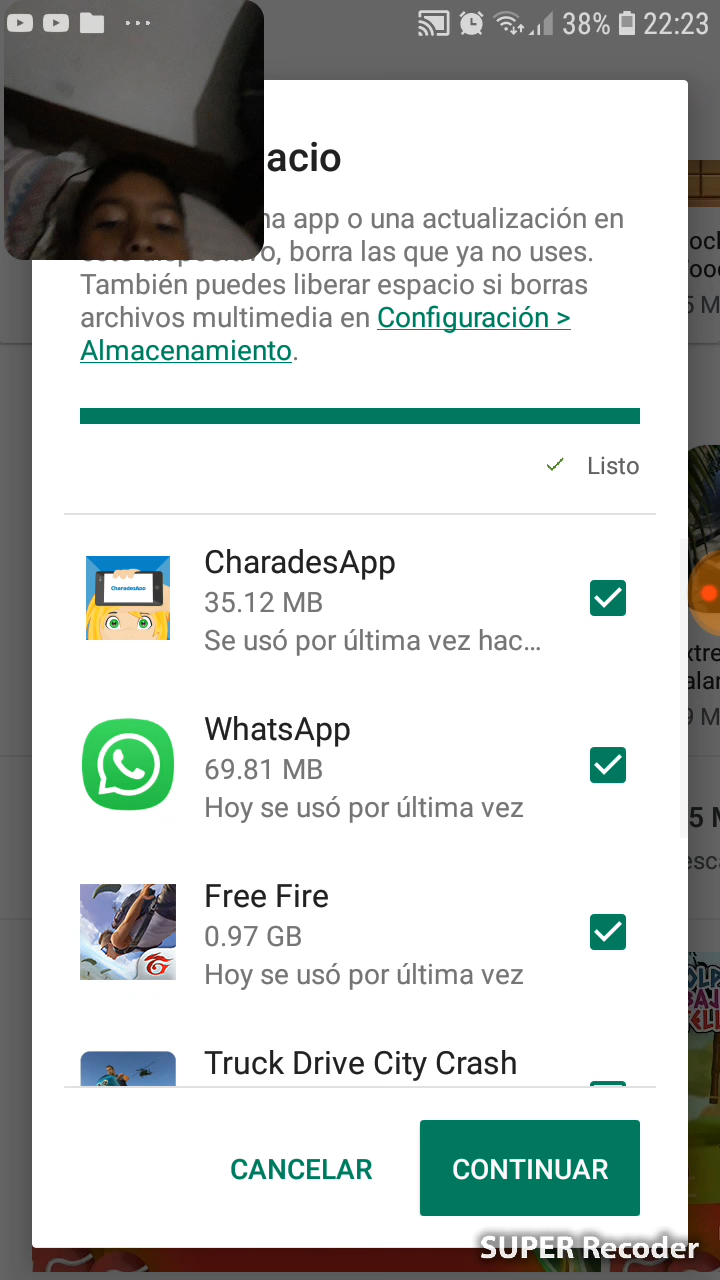 38% 22:23
acio
na app o una actualización en
borra las que ya no uses.
También puedes liberar espacio si borras
archivos multimedia en Configuración >
Almacenamiento.
Listo
CharadesApp
CharadesApp
35.12 MB
Se usó por última vez hac...
WhatsApp
69.81 MB
Hoy se usó por última vez
Free Fire
0.97 GB
Hoy se usó por última vez
Truck Drive City Crash
CANCELAR
CONTINUAR
SUPER Recoder